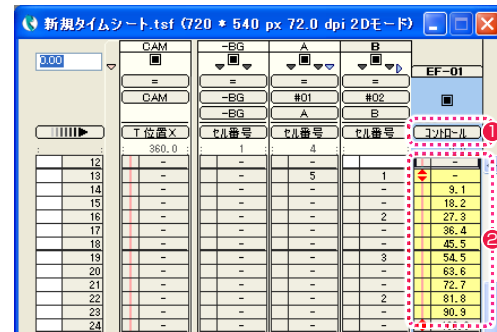 新規タイムシート.tsf (720 * 540 px 72.0 dpi 2Dモード)
0.00
CAM -BG A B EF-01
= = = =
CAM -BG #01 #02
-BG A B
T 位置X セル番号 セル番号 セル番号 コントロール ❶
: 360.0 : 1 : 4 : :
12 - - - -
13 - - 5 1 -
14 - - - - 9.1
15 - - - - 18.2
16 - - - 2 27.3
17 - - - - 36.4
18 - - - - 45.5 ❷
19 - - - 3 54.5
20 - - - - 63.6
21 - - - - 72.7
22 - - - 2 81.8
23 - - - - 90.9
24 - - - -